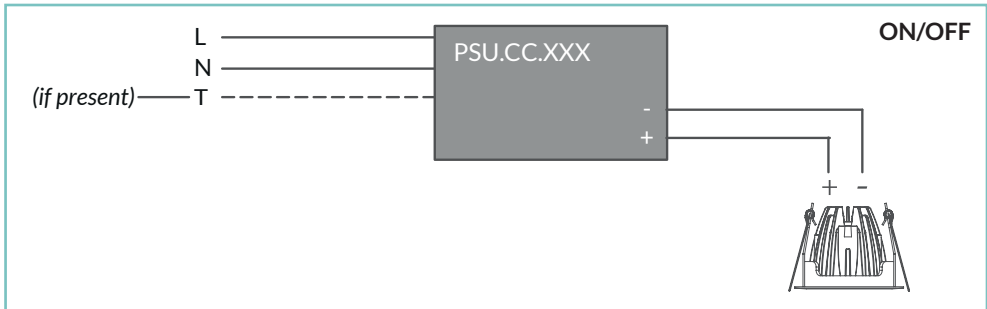 ON/OFF
L
N
(if present) T
PSU.CC.XXX
-
+
+ -